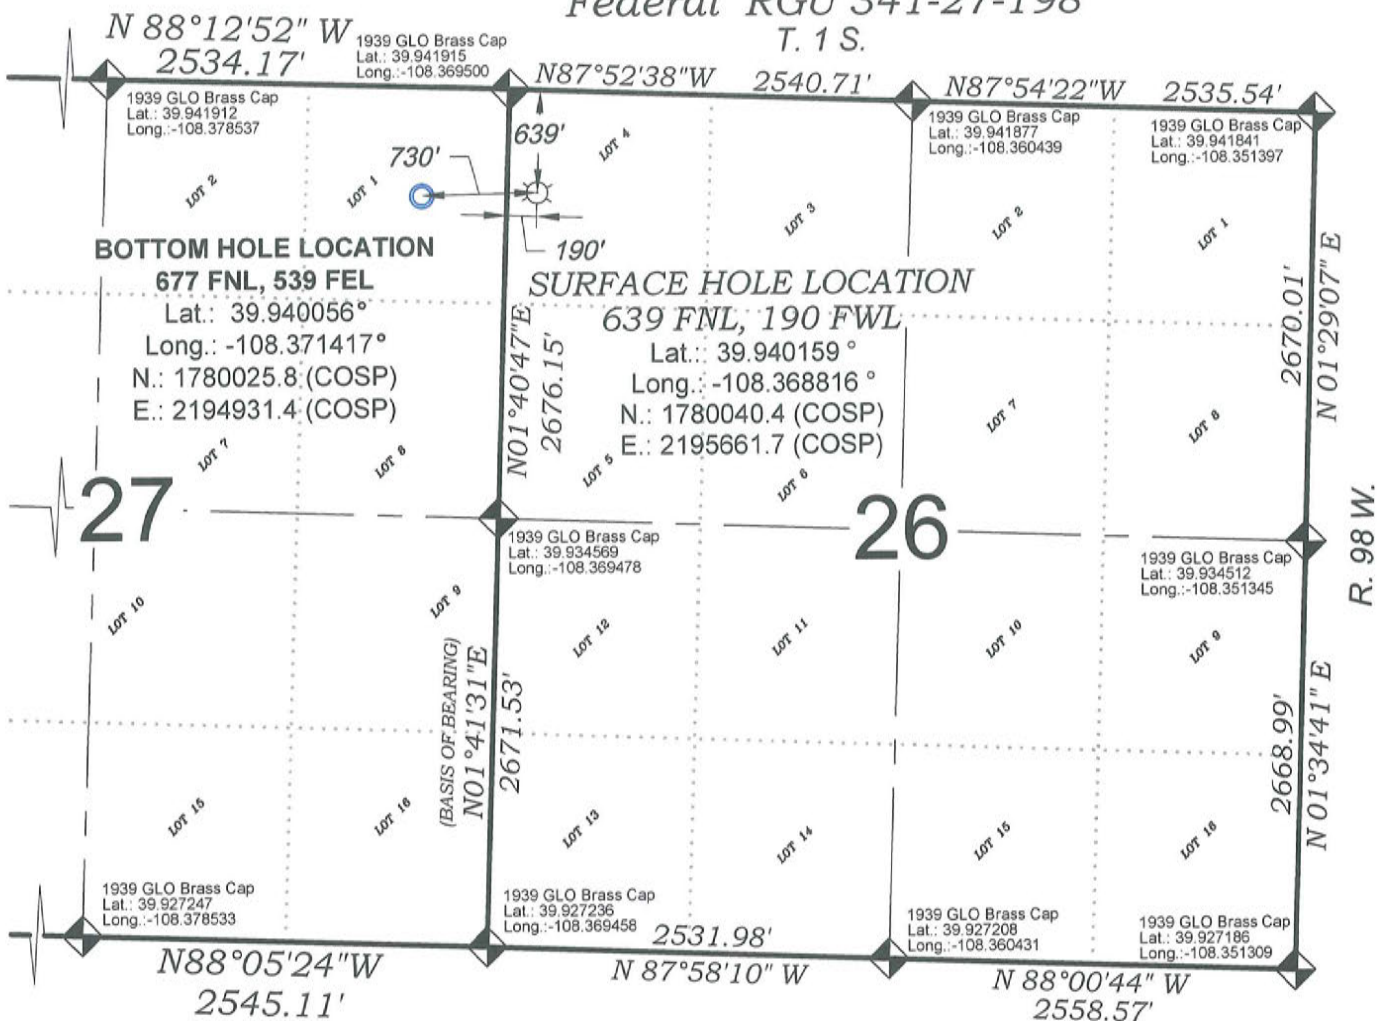 Federal RGU 341-27-198
T. 1 S.
N 88°12'52" W
2534.17'
1939 GLO Brass Cap
Lat.: 39.941915
Long.:-108.369500
N87°52'38"W
2540.71'
N87°54'22"W
2535.54'
1939 GLO Brass Cap
Lat.: 39.941912
Long.:-108.378537
1939 GLO Brass Cap
Lat.: 39.941877
Long.:-108.360439
1939 GLO Brass Cap
Lat.: 39.941841
Long.:-108.351397
639'
730'
190'
LOT 2
LOT 1
LOT 4
LOT 3
LOT 2
LOT 1
BOTTOM HOLE LOCATION
677 FNL, 539 FEL
Lat.: 39.940056°
Long.: -108.371417°
N.: 1780025.8 (COSP)
E.: 2194931.4 (COSP)
SURFACE HOLE LOCATION
639 FNL, 190 FWL
Lat.: 39.940159 °
Long.: -108.368816 °
N.: 1780040.4 (COSP)
E.: 2195661.7 (COSP)
N01°40'47"E
2676.15'
2670.01'
N 01°29'07" E
LOT 7
LOT 8
LOT 5
LOT 6
LOT 7
LOT 8
27
26
R. 98 W.
1939 GLO Brass Cap
Lat.: 39.934569
Long.:-108.369478
1939 GLO Brass Cap
Lat.: 39.934512
Long.:-108.351345
LOT 10
LOT 9
LOT 12
LOT 11
LOT 10
LOT 9
(BASIS OF BEARING)
N01°41'31"E
2671.53'
2668.99'
N 01°34'41" E
LOT 15
LOT 16
LOT 13
LOT 14
LOT 15
LOT 16
1939 GLO Brass Cap
Lat.: 39.927247
Long.:-108.378533
1939 GLO Brass Cap
Lat.: 39.927236
Long.:-108.369458
1939 GLO Brass Cap
Lat.: 39.927208
Long.:-108.360431
1939 GLO Brass Cap
Lat.: 39.927186
Long.:-108.351309
N88°05'24"W
2545.11'
2531.98'
N 87°58'10" W
N 88°00'44" W
2558.57'